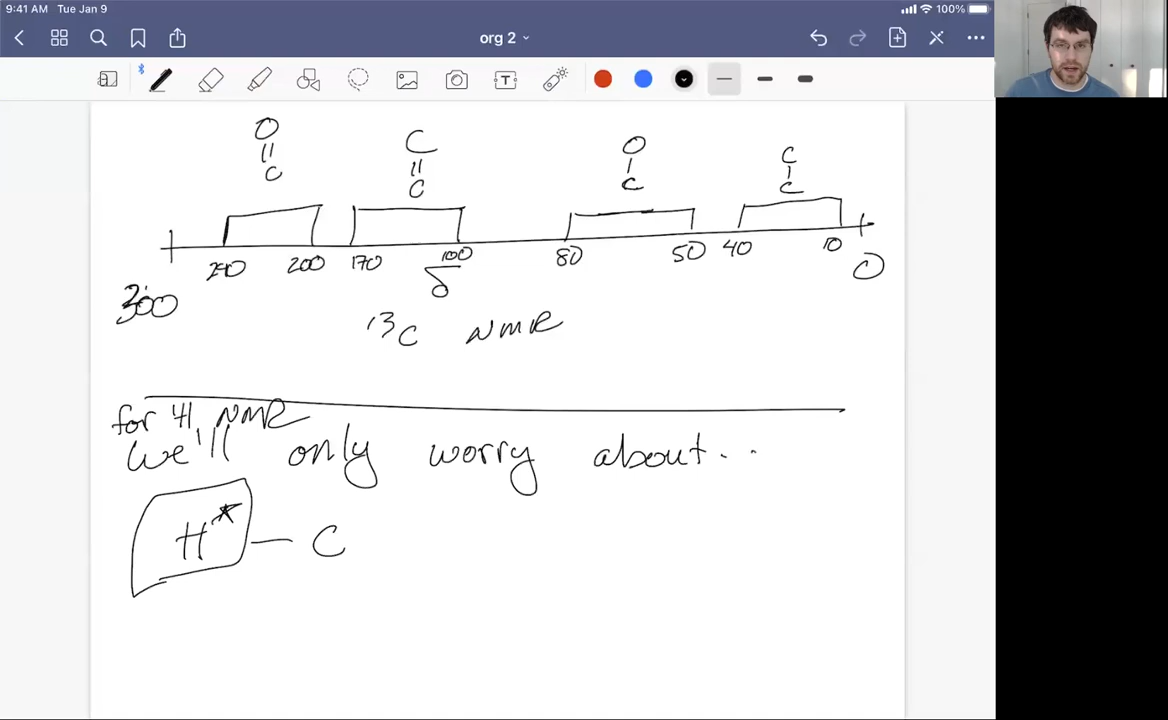 9:41 AM Tue Jan 9 100%
org 2
O C O C
C C C C
240 200 170 100 80 50 40 10 0
300 δ
13C NMR
for H NMR
we'll only worry about...
H* — C